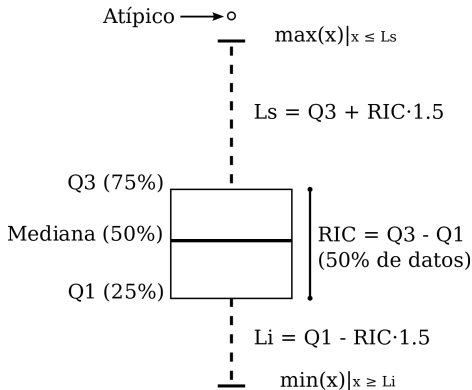 Atípico
max(x)|x ≤ Ls
Ls = Q3 + RIC·1.5
Q3 (75%)
Mediana (50%)
RIC = Q3 - Q1
(50% de datos)
Q1 (25%)
Li = Q1 - RIC·1.5
min(x)|x ≥ Li